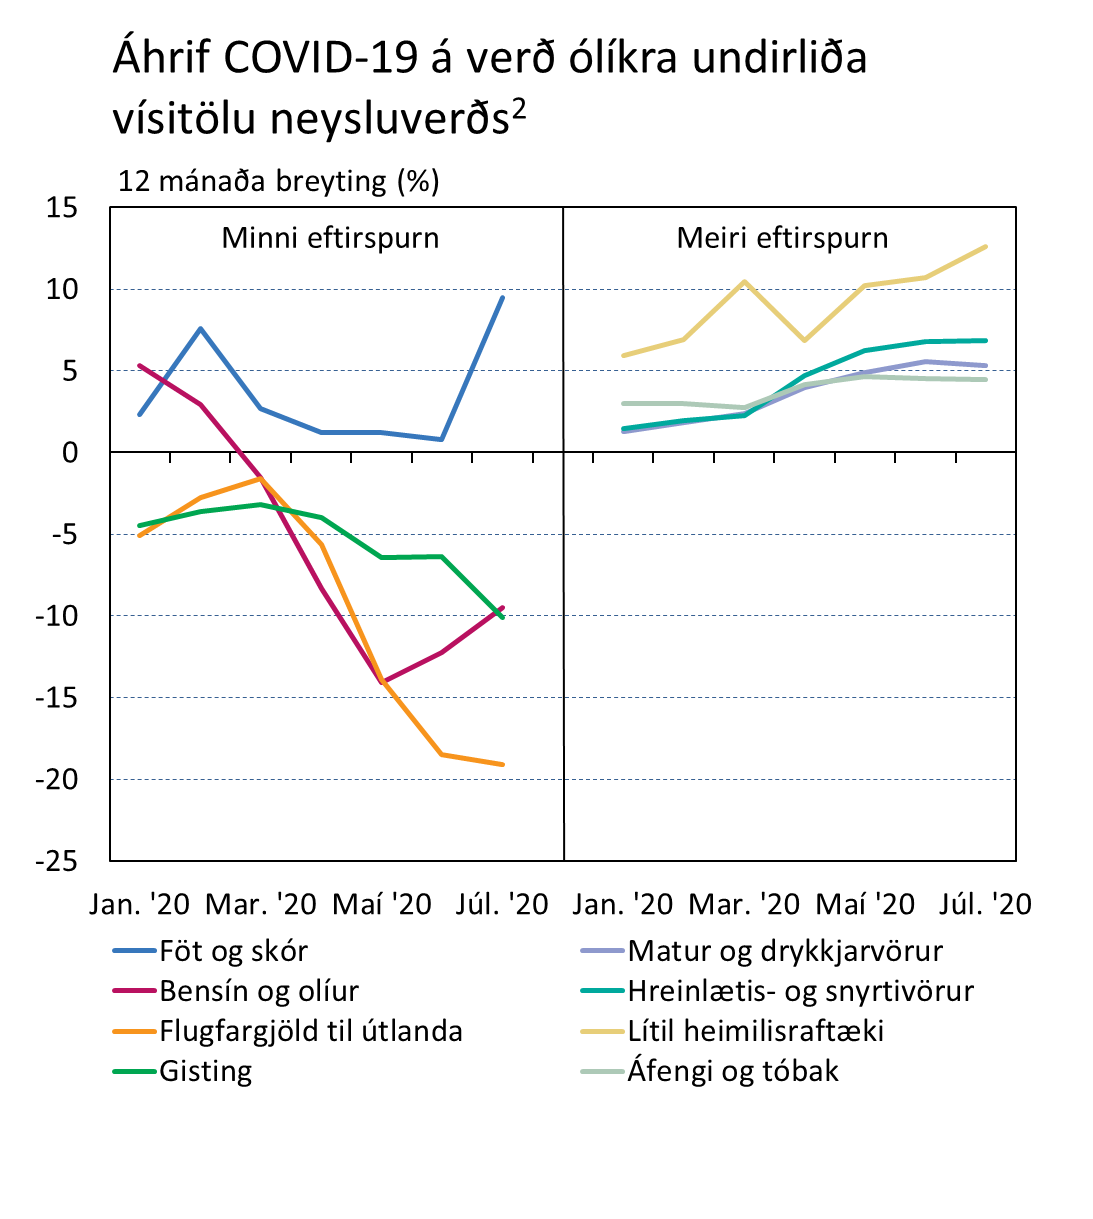 Áhrif COVID-19 á verð ólíkra undirliða
vísitölu neysluverðs²
12 mánaða breyting (%)
Minni eftirspurn
Meiri eftirspurn
15
10
5
0
-5
-10
-15
-20
-25
Jan. '20 Mar. '20 Maí '20 Júl. '20 Jan. '20 Mar. '20 Maí '20 Júl. '20
Föt og skór
Bensín og olíur
Flugfargjöld til útlanda
Gisting
Matur og drykkjarvörur
Hreinlætis- og snyrtivörur
Lítil heimilisraftæki
Áfengi og tóbak